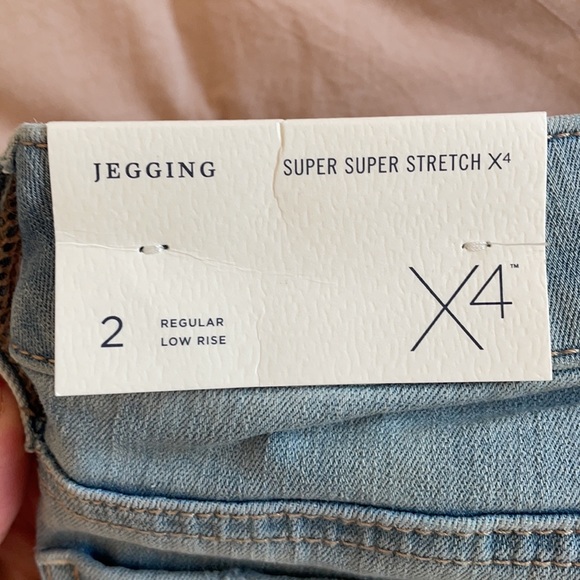 JEGGING
SUPER SUPER STRETCH X⁴
2
REGULAR
LOW RISE
X4™